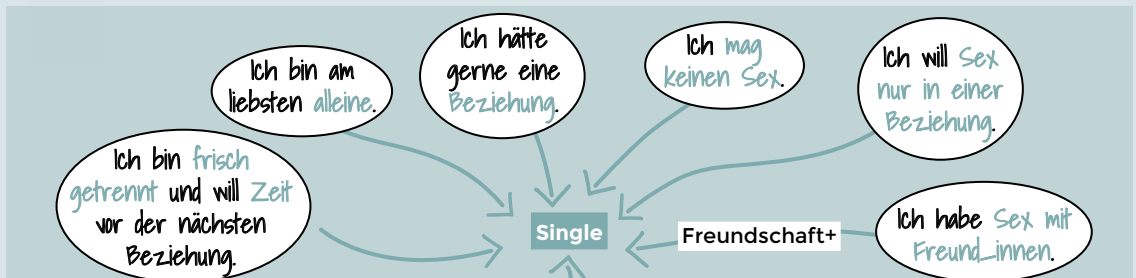 Ich hätte
gerne eine
Beziehung.
Ich mag
keinen Sex.
Ich will Sex
nur in einer
Beziehung.
Ich bin am
liebsten alleine.
Ich bin frisch
getrennt und will Zeit
vor der nächsten
Beziehung.
Single
Freundschaft+
Ich habe Sex mit
Freund_innen.